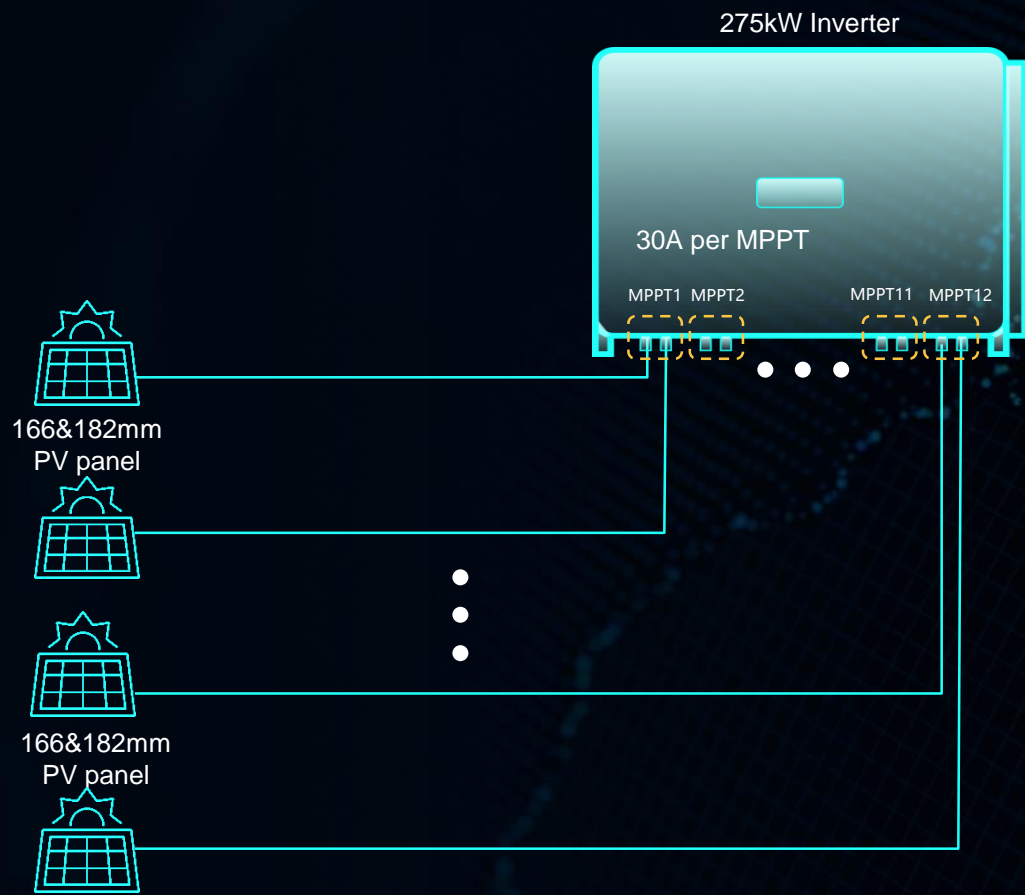 275kW Inverter
30A per MPPT
MPPT1 MPPT2 MPPT11 MPPT12
166&182mm
PV panel
166&182mm
PV panel